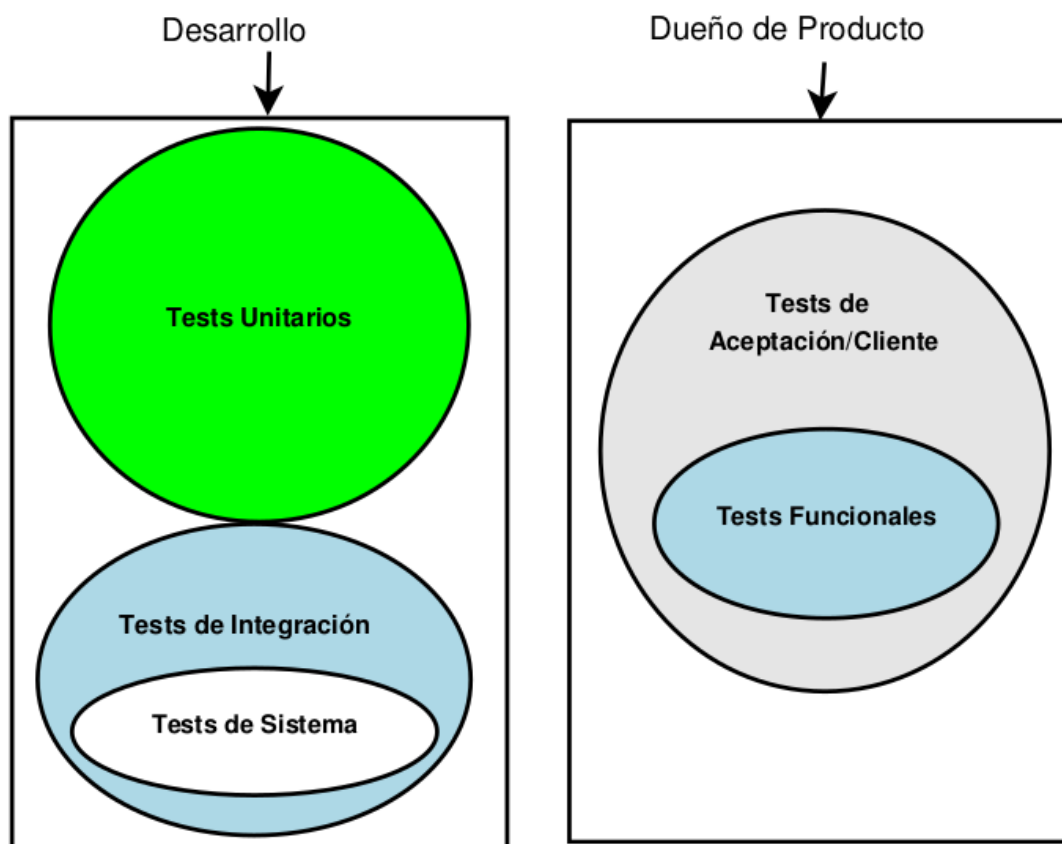 Desarrollo
Tests Unitarios
Tests de Integración
Tests de Sistema
Dueño de Producto
Tests de
Aceptación/Cliente
Tests Funcionales